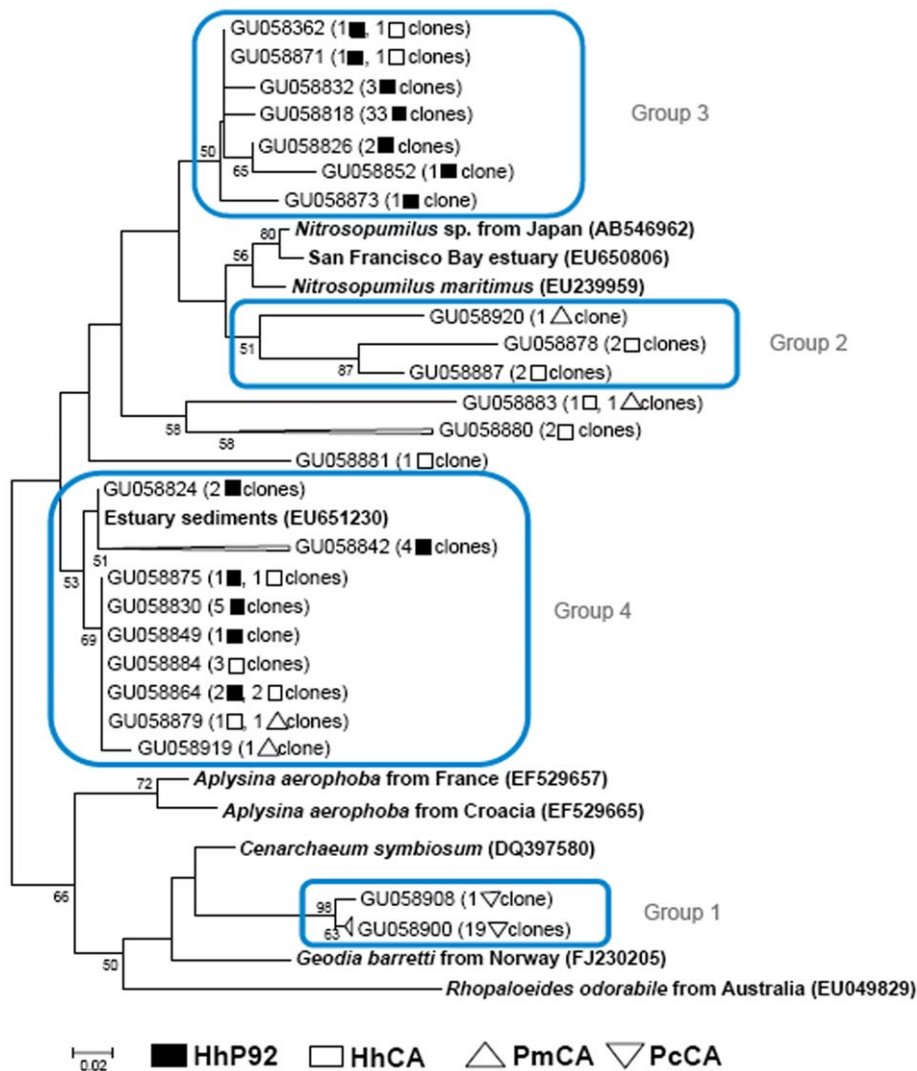 GU058362 (1■, 1□clones)
GU058871 (1■, 1□clones)
GU058832 (3■clones)
GU058818 (33■clones)
Group 3
GU058826 (2■clones)
50
65
GU058852 (1■clone)
GU058873 (1■clone)
80
Nitrosopumilus sp. from Japan (AB546962)
56
San Francisco Bay estuary (EU650806)
Nitrosopumilus maritimus (EU239959)
GU058920 (1△clone)
51
GU058878 (2□clones)
Group 2
87
GU058887 (2□clones)
GU058883 (1□, 1△clones)
58
58
GU058880 (2□clones)
GU058881 (1□clone)
GU058824 (2■clones)
Estuary sediments (EU651230)
GU058842 (4■clones)
51
53
GU058875 (1■, 1□clones)
GU058830 (5■clones)
Group 4
GU058849 (1■clone)
69
GU058884 (3□clones)
GU058864 (2■, 2□clones)
GU058879 (1□, 1△clones)
GU058919 (1△clone)
72
Aplysina aerophoba from France (EF529657)
Aplysina aerophoba from Croacia (EF529665)
Cenarchaeum symbiosum (DQ397580)
66
98
GU058908 (1▽clone)
Group 1
63
GU058900 (19▽clones)
50
Geodia barretti from Norway (FJ230205)
Rhopaloeides odorabile from Australia (EU049829)
0.02
■HhP92 □HhCA △PmCA ▽PcCA